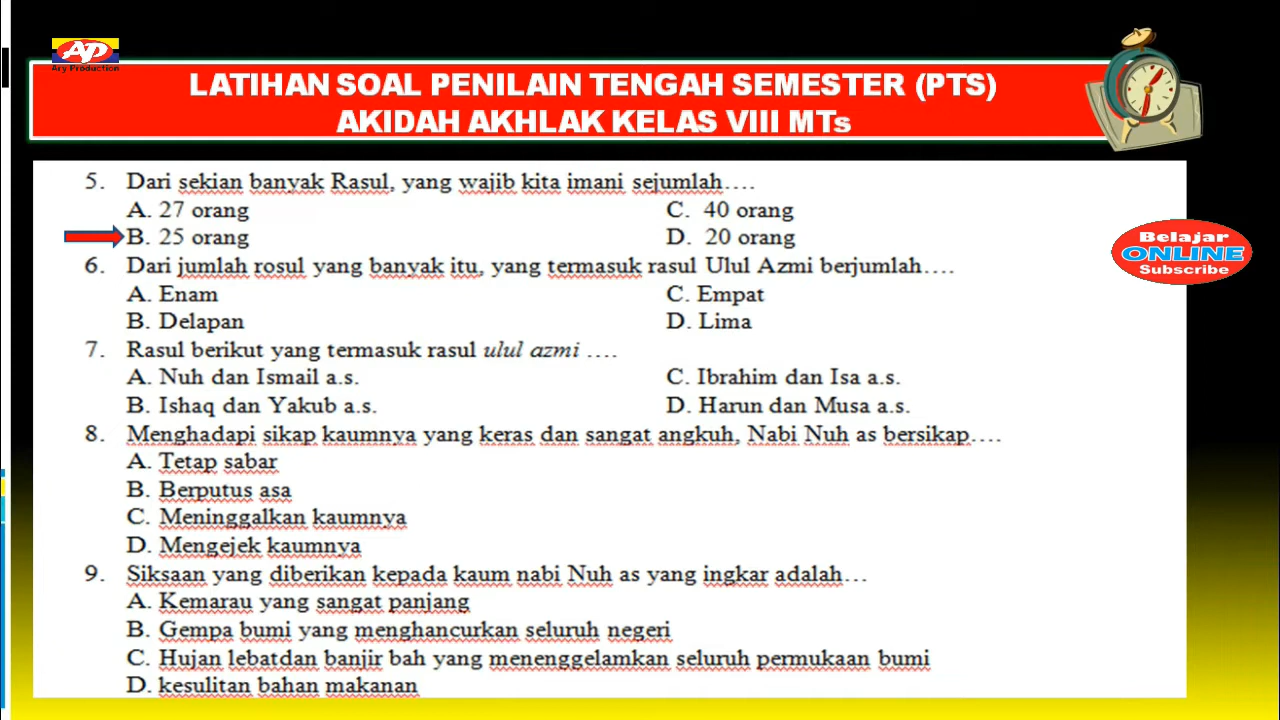 AP
Ary Production
LATIHAN SOAL PENILAIN TENGAH SEMESTER (PTS)
AKIDAH AKHLAK KELAS VIII MTs
5. Dari sekian banyak Rasul, yang wajib kita imani sejumlah….
A. 27 orang C. 40 orang
B. 25 orang D. 20 orang
6. Dari jumlah rosul yang banyak itu, yang termasuk rasul Ulul Azmi berjumlah….
A. Enam C. Empat
B. Delapan D. Lima
7. Rasul berikut yang termasuk rasul ulul azmi ….
A. Nuh dan Ismail a.s. C. Ibrahim dan Isa a.s.
B. Ishaq dan Yakub a.s. D. Harun dan Musa a.s.
8. Menghadapi sikap kaumnya yang keras dan sangat angkuh, Nabi Nuh as bersikap….
A. Tetap sabar
B. Berputus asa
C. Meninggalkan kaumnya
D. Mengejek kaumnya
9. Siksaan yang diberikan kepada kaum nabi Nuh as yang ingkar adalah…
A. Kemarau yang sangat panjang
B. Gempa bumi yang menghancurkan seluruh negeri
C. Hujan lebatdan banjir bah yang menenggelamkan seluruh permukaan bumi
D. kesulitan bahan makanan
Belajar
ONLINE
Subscribe